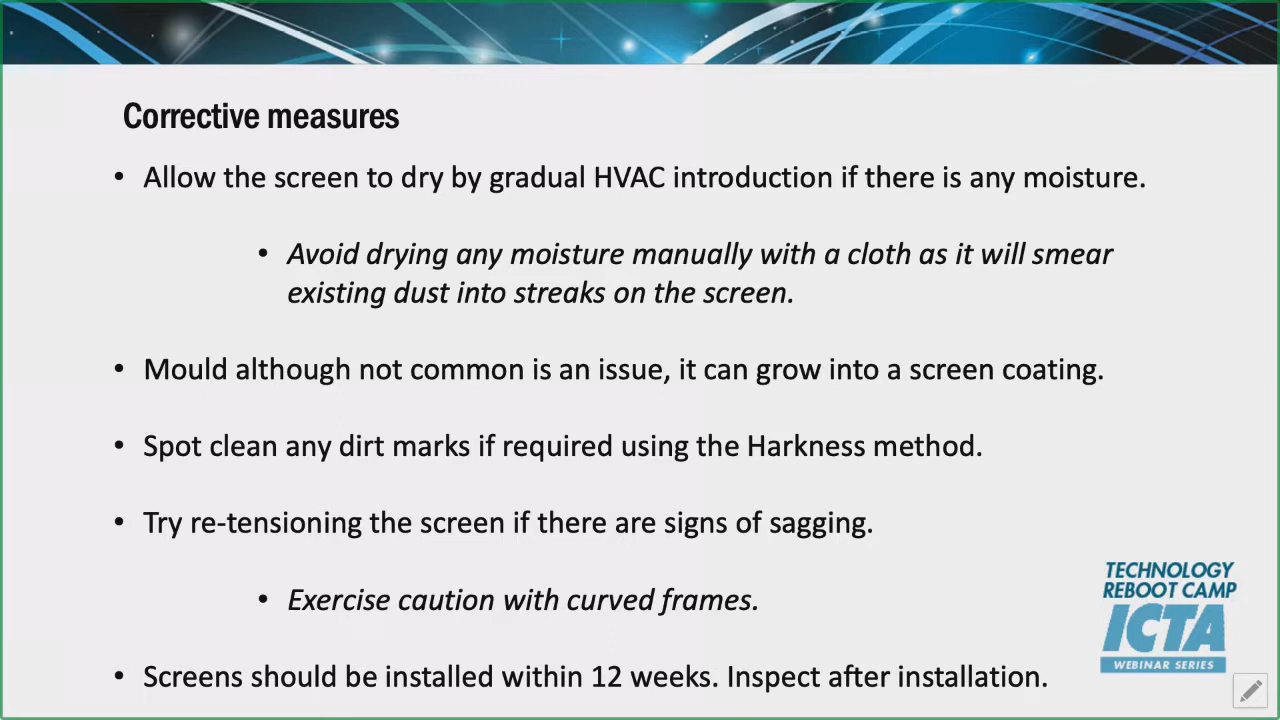 Corrective measures
• Allow the screen to dry by gradual HVAC introduction if there is any moisture.
• Avoid drying any moisture manually with a cloth as it will smear
existing dust into streaks on the screen.
• Mould although not common is an issue, it can grow into a screen coating.
• Spot clean any dirt marks if required using the Harkness method.
• Try re-tensioning the screen if there are signs of sagging.
• Exercise caution with curved frames.
• Screens should be installed within 12 weeks. Inspect after installation.
TECHNOLOGY
REBOOT CAMP
ICTA
WEBINAR SERIES